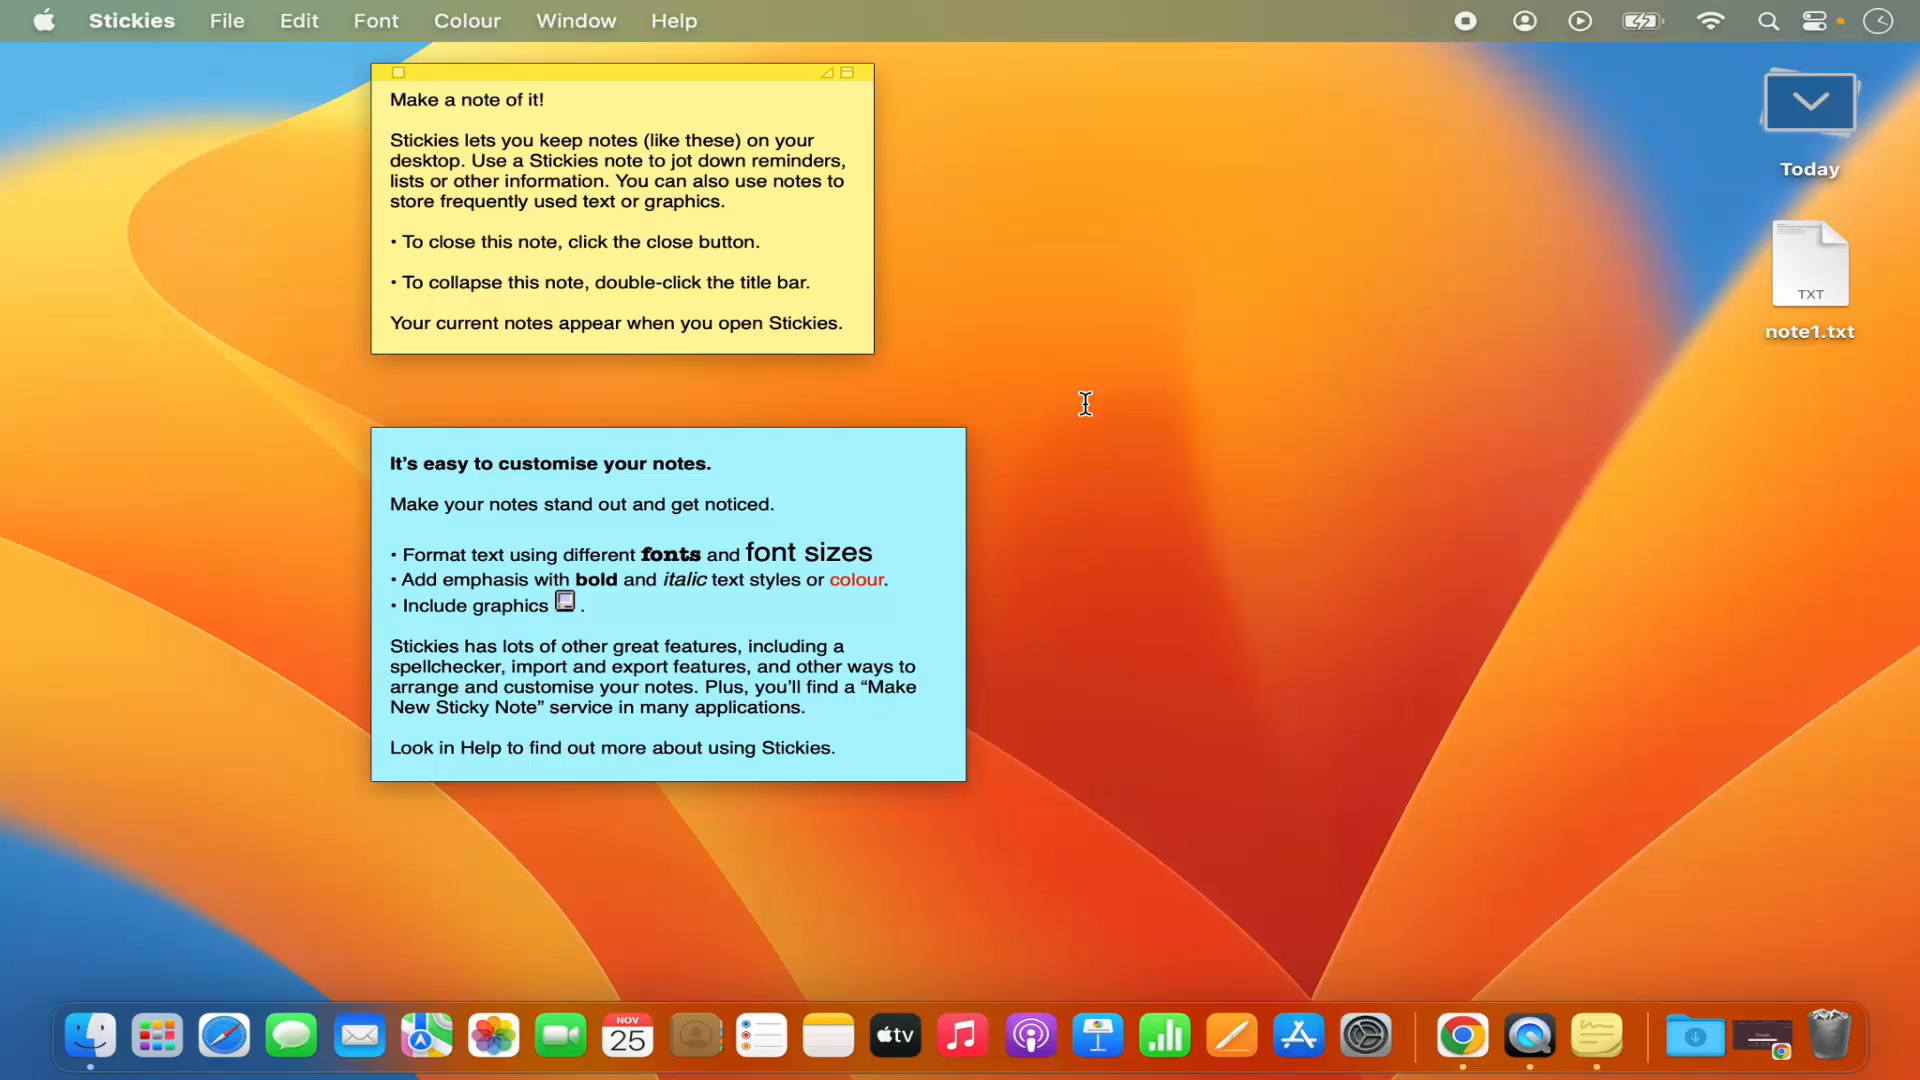 Stickies File Edit Font Colour Window Help
Make a note of it!
Stickies lets you keep notes (like these) on your
desktop. Use a Stickies note to jot down reminders,
lists or other information. You can also use notes to
store frequently used text or graphics.
• To close this note, click the close button.
• To collapse this note, double-click the title bar.
Your current notes appear when you open Stickies.
Today
TXT
note1.txt
It’s easy to customise your notes.
Make your notes stand out and get noticed.
• Format text using different fonts and font sizes
• Add emphasis with bold and italic text styles or colour.
• Include graphics .
Stickies has lots of other great features, including a
spellchecker, import and export features, and other ways to
arrange and customise your notes. Plus, you’ll find a “Make
New Sticky Note” service in many applications.
Look in Help to find out more about using Stickies.
NOV
25
tv